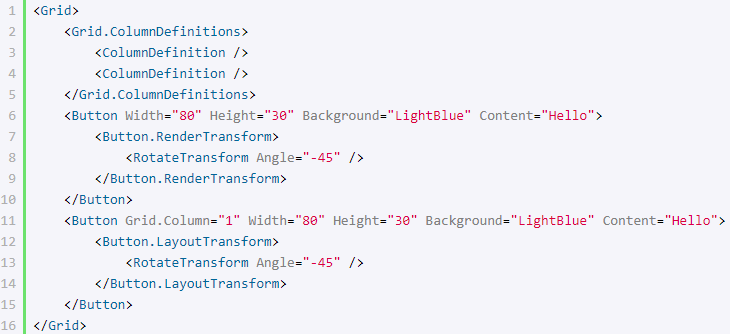 1 <Grid>
2     <Grid.ColumnDefinitions>
3         <ColumnDefinition />
4         <ColumnDefinition />
5     </Grid.ColumnDefinitions>
6     <Button Width="80" Height="30" Background="LightBlue" Content="Hello">
7         <Button.RenderTransform>
8             <RotateTransform Angle="-45" />
9         </Button.RenderTransform>
10     </Button>
11     <Button Grid.Column="1" Width="80" Height="30" Background="LightBlue" Content="Hello">
12         <Button.LayoutTransform>
13             <RotateTransform Angle="-45" />
14         </Button.LayoutTransform>
15     </Button>
16 </Grid>